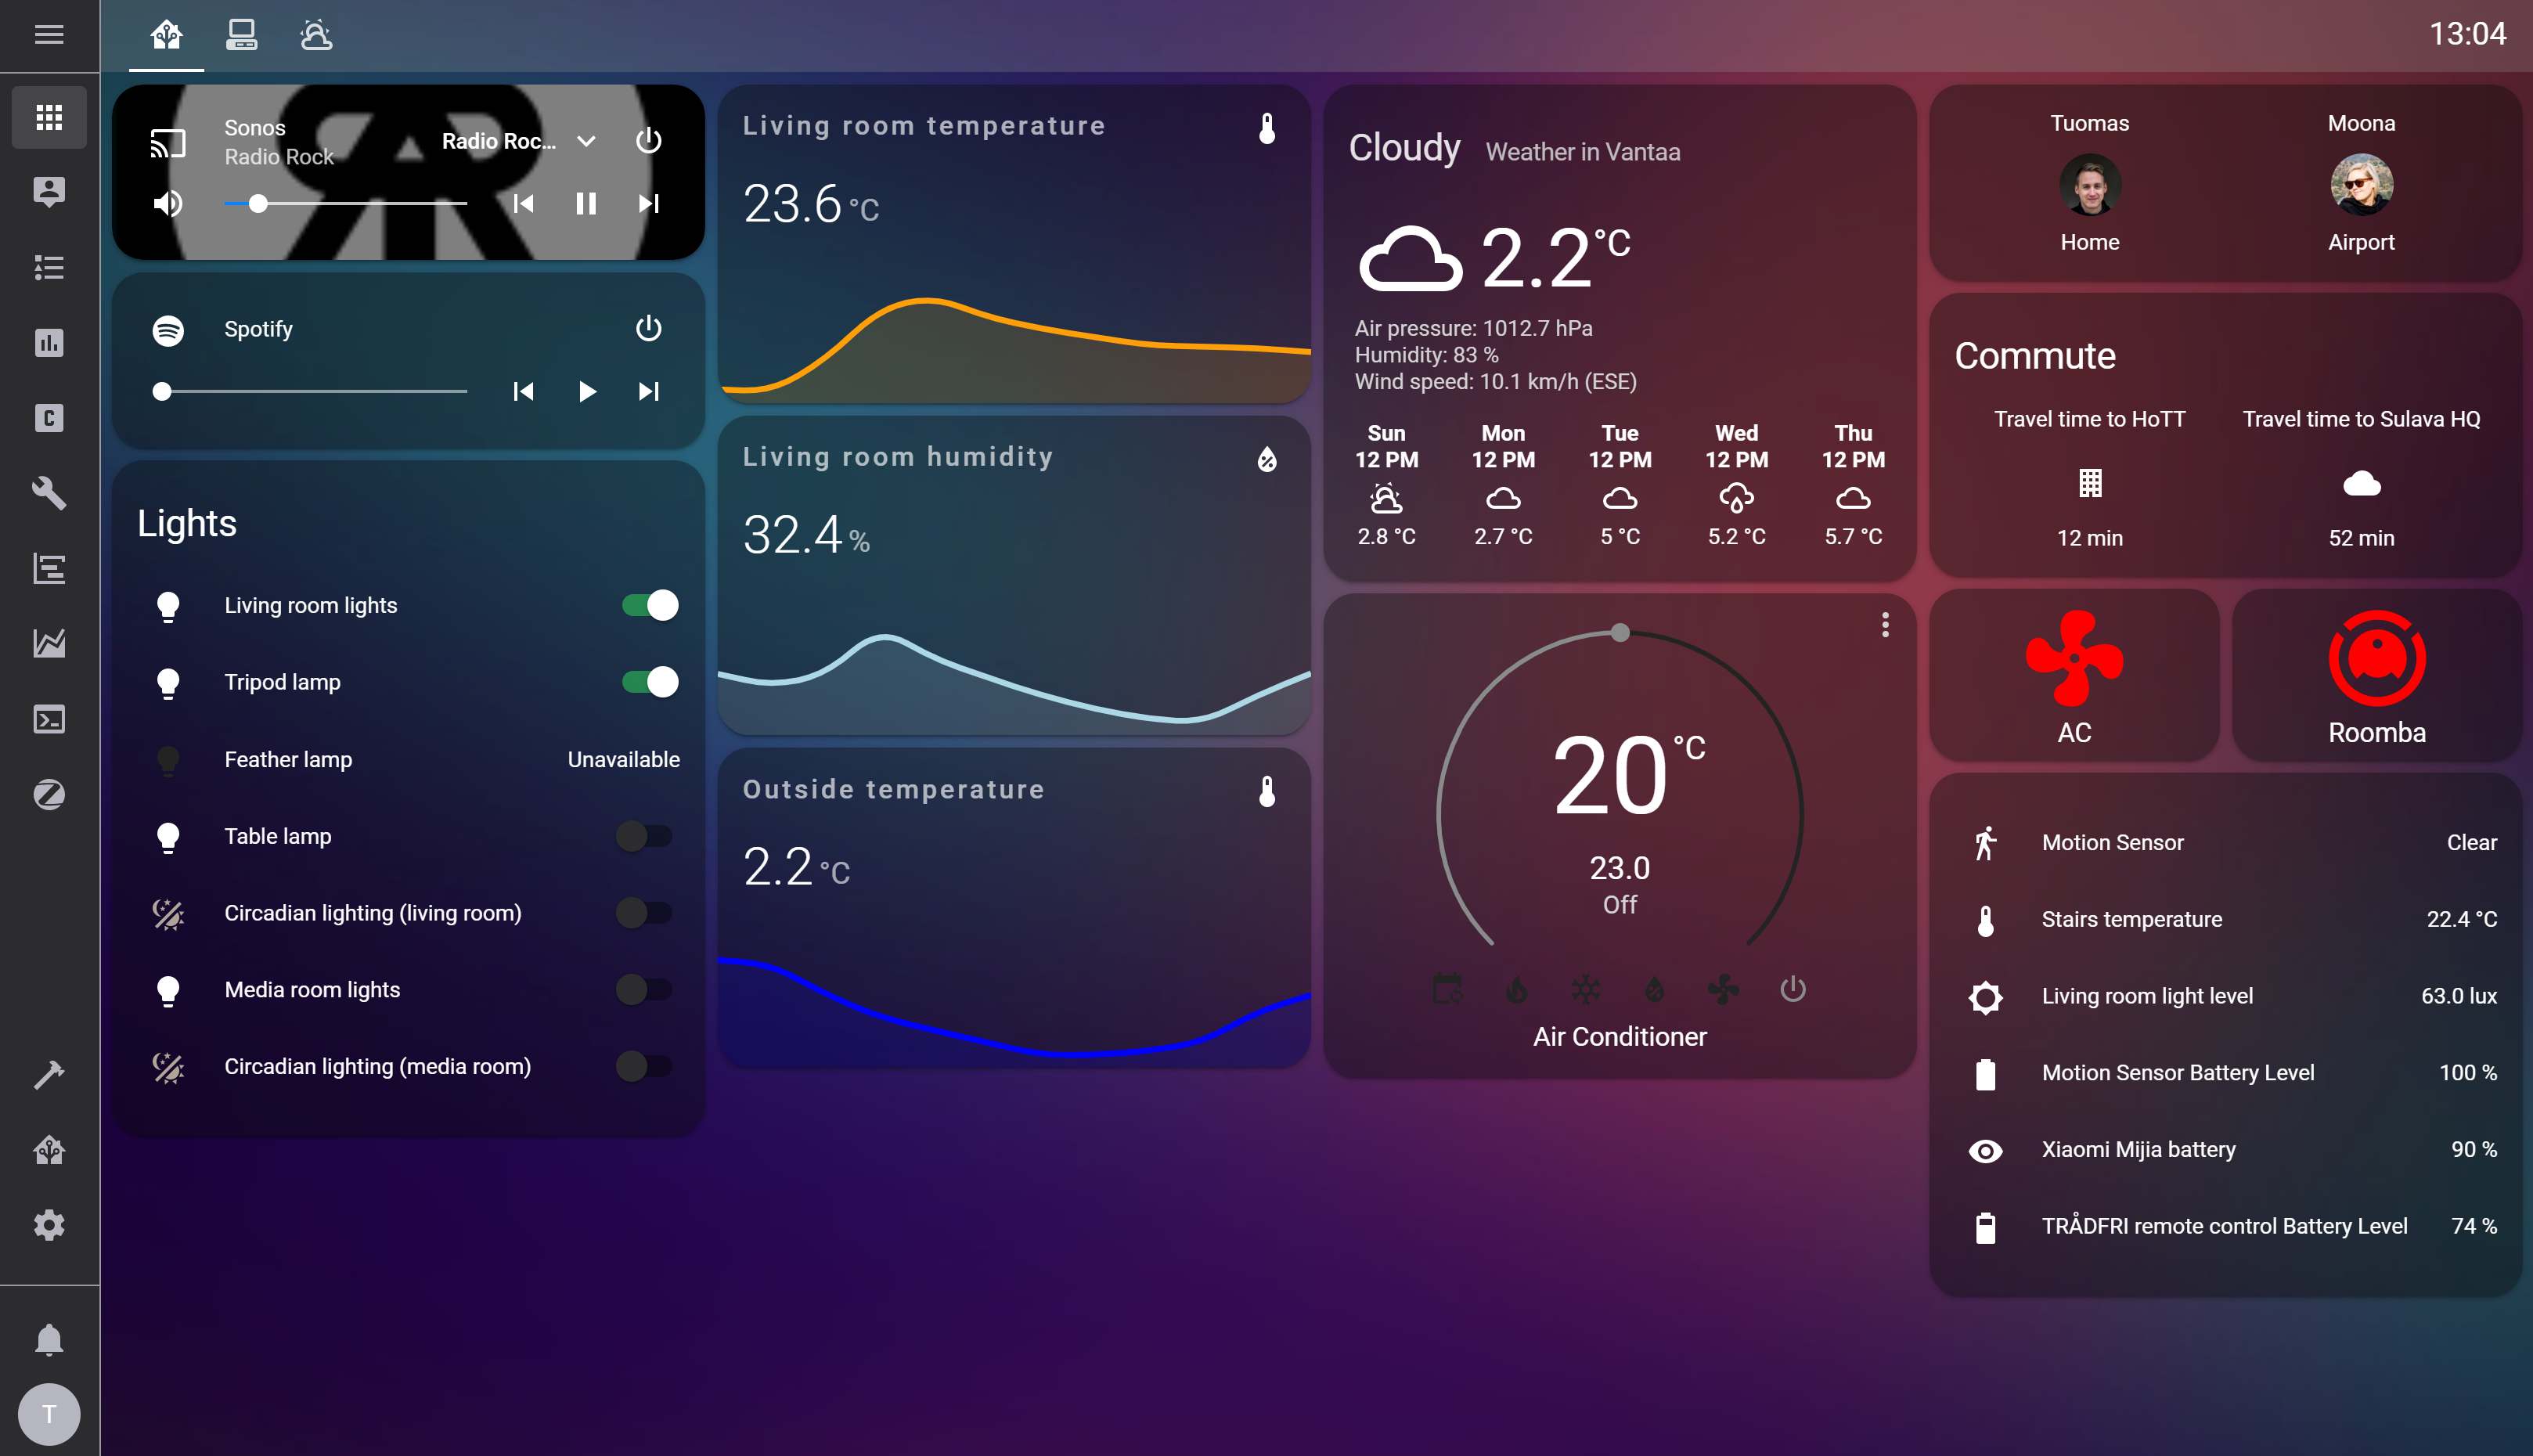 13:04
Sonos
Radio Rock
Radio Roc...
Spotify
Lights
Living room lights
Tripod lamp
Feather lamp Unavailable
Table lamp
Circadian lighting (living room)
Media room lights
Circadian lighting (media room)
Living room temperature
23.6 °C
Living room humidity
32.4 %
Outside temperature
2.2 °C
Cloudy Weather in Vantaa
2.2 °C
Air pressure: 1012.7 hPa
Humidity: 83 %
Wind speed: 10.1 km/h (ESE)
Sun Mon Tue Wed Thu
12 PM 12 PM 12 PM 12 PM 12 PM
2.8 °C 2.7 °C 5 °C 5.2 °C 5.7 °C
20 °C
23.0
Off
Air Conditioner
Tuomas Moona
Home Airport
Commute
Travel time to HoTT Travel time to Sulava HQ
12 min 52 min
AC Roomba
Motion Sensor Clear
Stairs temperature 22.4 °C
Living room light level 63.0 lux
Motion Sensor Battery Level 100 %
Xiaomi Mijia battery 90 %
TRÅDFRI remote control Battery Level 74 %
C
T